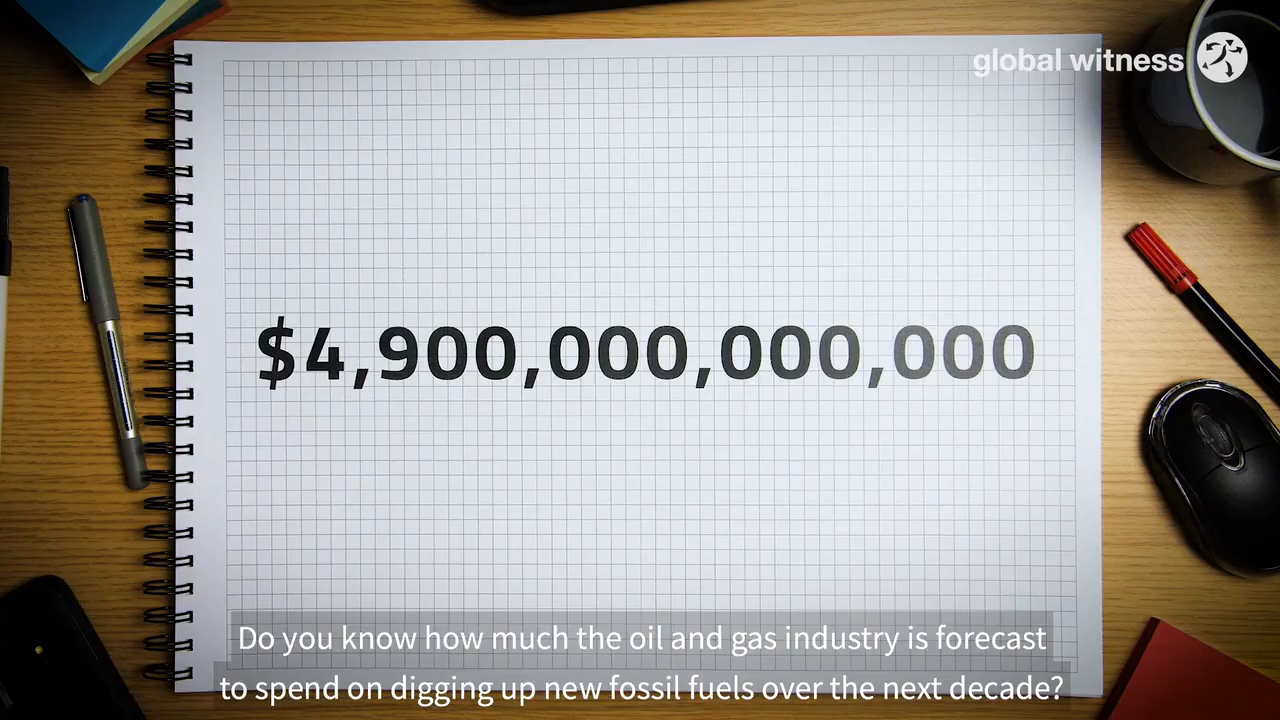 global witness
$4,900,000,000,000
Do you know how much the oil and gas industry is forecast
to spend on digging up new fossil fuels over the next decade?